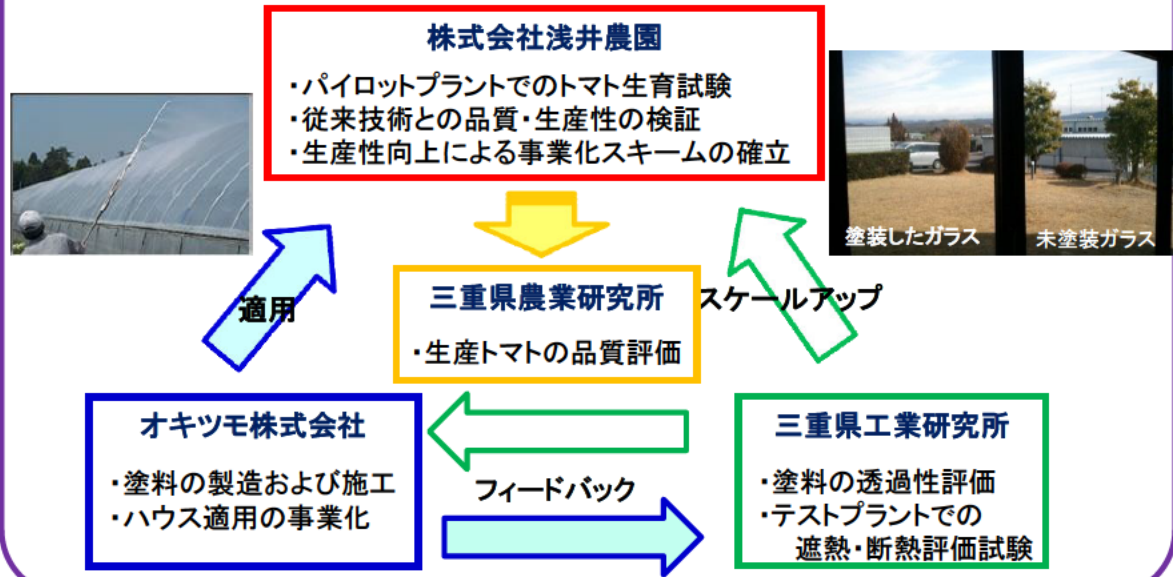 株式会社浅井農園
・パイロットプラントでのトマト生育試験
・従来技術との品質・生産性の検証
・生産性向上による事業化スキームの確立
塗装したガラス
未塗装ガラス
適用
三重県農業研究所
・生産トマトの品質評価
スケールアップ
オキツモ株式会社
・塗料の製造および施工
・ハウス適用の事業化
フィードバック
三重県工業研究所
・塗料の透過性評価
・テストプラントでの
遮熱・断熱評価試験